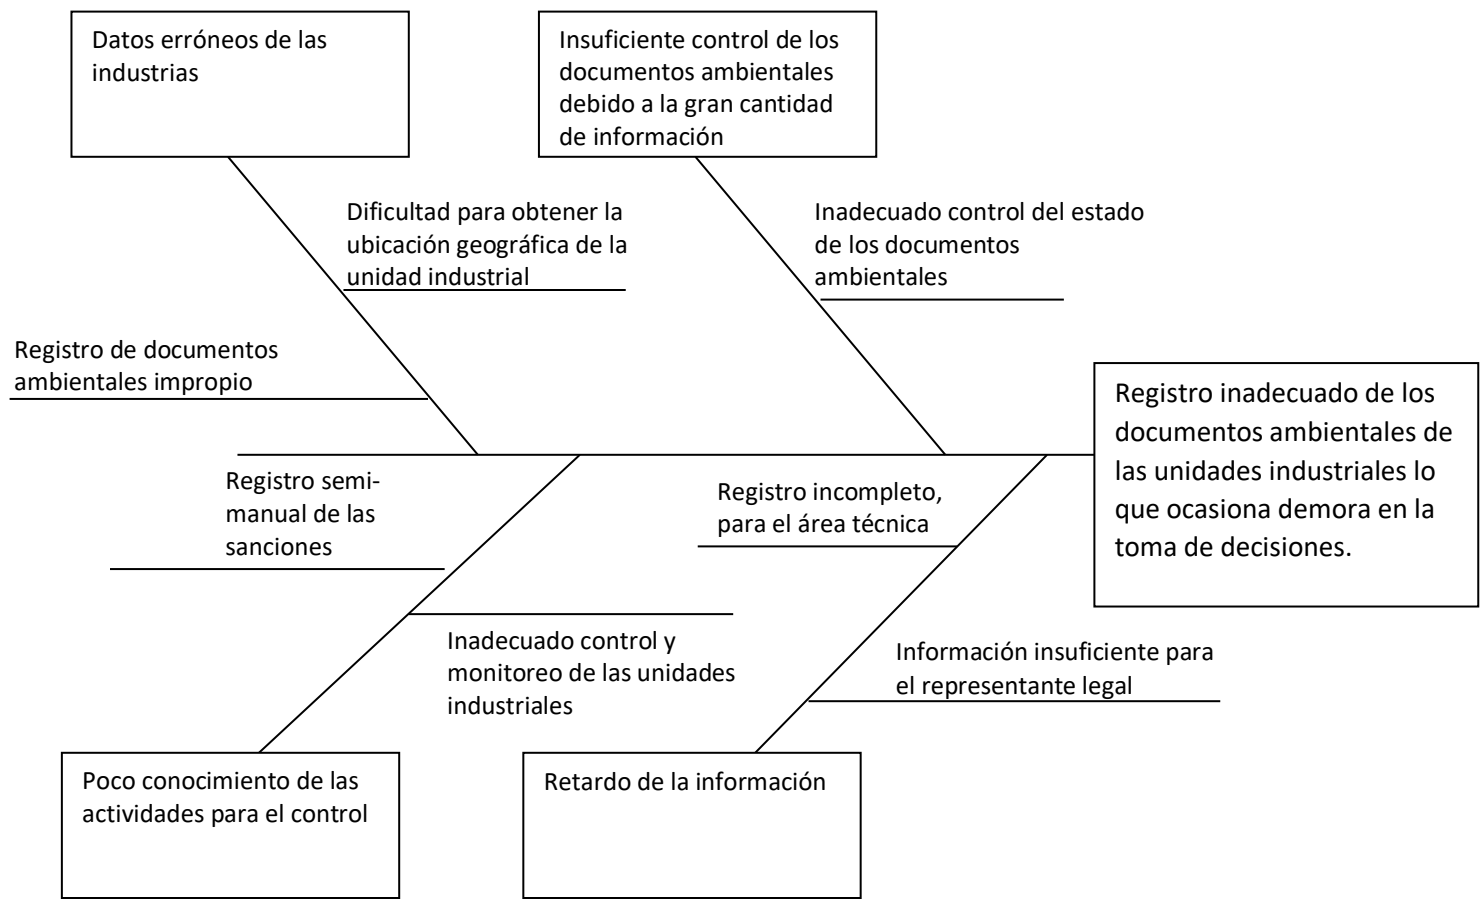 Datos erróneos de las
industrias
Insuficiente control de los
documentos ambientales
debido a la gran cantidad
de información
Dificultad para obtener la
ubicación geográfica de la
unidad industrial
Inadecuado control del estado
de los documentos
ambientales
Registro de documentos
ambientales impropio
Registro inadecuado de los
documentos ambientales de
las unidades industriales lo
que ocasiona demora en la
toma de decisiones.
Registro semi-
manual de las
sanciones
Registro incompleto,
para el área técnica
Inadecuado control y
monitoreo de las unidades
industriales
Información insuficiente para
el representante legal
Poco conocimiento de las
actividades para el control
Retardo de la información